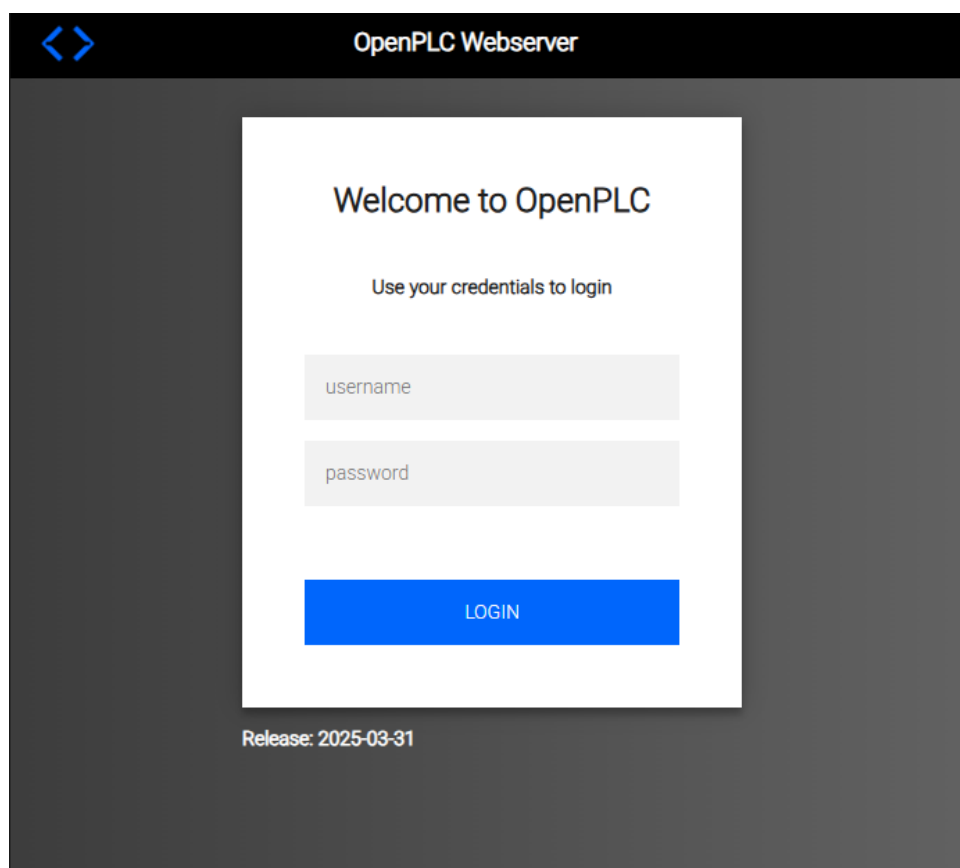 OpenPLC Webserver
Welcome to OpenPLC
Use your credentials to login
username
password
LOGIN
Release: 2025-03-31